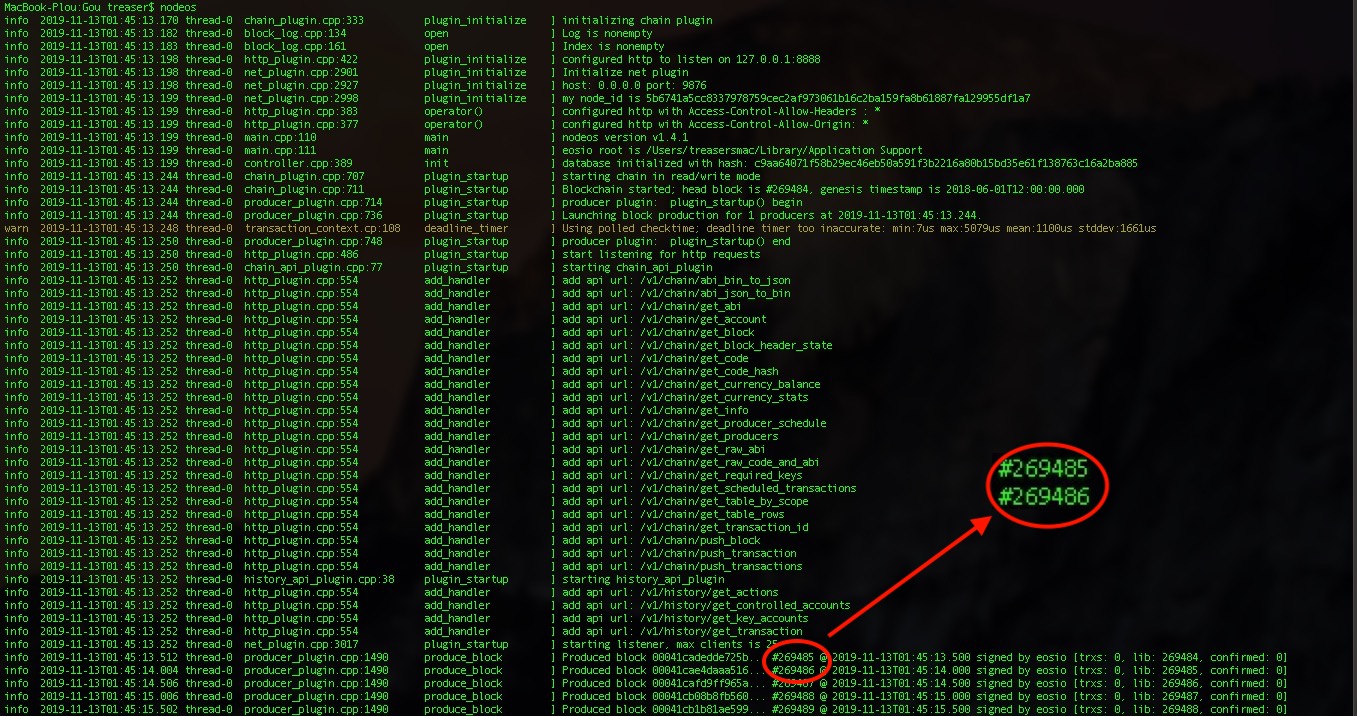 MacBook-Plou:Gou treaser$ nodeos
info 2019-11-13T01:45:13.170 thread-0 chain_plugin.cpp:333 plugin_initialize ] initializing chain plugin
info 2019-11-13T01:45:13.182 thread-0 block_log.cpp:134 open ] Log is nonempty
info 2019-11-13T01:45:13.183 thread-0 block_log.cpp:161 open ] Index is nonempty
info 2019-11-13T01:45:13.198 thread-0 http_plugin.cpp:422 plugin_initialize ] configured http to listen on 127.0.0.1:8888
info 2019-11-13T01:45:13.198 thread-0 net_plugin.cpp:2901 plugin_initialize ] Initialize net plugin
info 2019-11-13T01:45:13.198 thread-0 net_plugin.cpp:2927 plugin_initialize ] host: 0.0.0.0 port: 9876
info 2019-11-13T01:45:13.199 thread-0 net_plugin.cpp:2998 plugin_initialize ] my node_id is 5b6741a5cc8337978759cec2af973061b16c2ba159fa8b61887fa129955df1a7
info 2019-11-13T01:45:13.199 thread-0 http_plugin.cpp:383 operator() ] configured http with Access-Control-Allow-Headers : *
info 2019-11-13T01:45:13.199 thread-0 http_plugin.cpp:377 operator() ] configured http with Access-Control-Allow-Origin: *
info 2019-11-13T01:45:13.199 thread-0 main.cpp:110 main ] nodeos version v1.4.1
info 2019-11-13T01:45:13.199 thread-0 main.cpp:111 main ] eosio root is /Users/treasersmac/Library/Application Support
info 2019-11-13T01:45:13.199 thread-0 controller.cpp:389 init ] database initialized with hash: c9aa64071f58b29ec46eb50a591f3b2216a80b15bd35e61f138763c16a2ba885
info 2019-11-13T01:45:13.244 thread-0 chain_plugin.cpp:707 plugin_startup ] starting chain in read/write mode
info 2019-11-13T01:45:13.244 thread-0 chain_plugin.cpp:711 plugin_startup ] Blockchain started; head block is #269484, genesis timestamp is 2018-06-01T12:00:00.000
info 2019-11-13T01:45:13.244 thread-0 producer_plugin.cpp:714 plugin_startup ] producer plugin:  plugin_startup() begin
info 2019-11-13T01:45:13.244 thread-0 producer_plugin.cpp:736 plugin_startup ] Launching block production for 1 producers at 2019-11-13T01:45:13.244.
warn 2019-11-13T01:45:13.248 thread-0 transaction_context.cp:108 deadline_timer ] Using polled checktime; deadline timer too inaccurate: min:7us max:5079us mean:1100us stddev:1661us
info 2019-11-13T01:45:13.250 thread-0 producer_plugin.cpp:748 plugin_startup ] producer plugin:  plugin_startup() end
info 2019-11-13T01:45:13.250 thread-0 http_plugin.cpp:486 plugin_startup ] start listening for http requests
info 2019-11-13T01:45:13.250 thread-0 chain_api_plugin.cpp:77 plugin_startup ] starting chain_api_plugin
info 2019-11-13T01:45:13.252 thread-0 http_plugin.cpp:554 add_handler ] add api url: /v1/chain/abi_bin_to_json
info 2019-11-13T01:45:13.252 thread-0 http_plugin.cpp:554 add_handler ] add api url: /v1/chain/abi_json_to_bin
info 2019-11-13T01:45:13.252 thread-0 http_plugin.cpp:554 add_handler ] add api url: /v1/chain/get_abi
info 2019-11-13T01:45:13.252 thread-0 http_plugin.cpp:554 add_handler ] add api url: /v1/chain/get_account
info 2019-11-13T01:45:13.252 thread-0 http_plugin.cpp:554 add_handler ] add api url: /v1/chain/get_block
info 2019-11-13T01:45:13.252 thread-0 http_plugin.cpp:554 add_handler ] add api url: /v1/chain/get_block_header_state
info 2019-11-13T01:45:13.252 thread-0 http_plugin.cpp:554 add_handler ] add api url: /v1/chain/get_code
info 2019-11-13T01:45:13.252 thread-0 http_plugin.cpp:554 add_handler ] add api url: /v1/chain/get_code_hash
info 2019-11-13T01:45:13.252 thread-0 http_plugin.cpp:554 add_handler ] add api url: /v1/chain/get_currency_balance
info 2019-11-13T01:45:13.252 thread-0 http_plugin.cpp:554 add_handler ] add api url: /v1/chain/get_currency_stats
info 2019-11-13T01:45:13.252 thread-0 http_plugin.cpp:554 add_handler ] add api url: /v1/chain/get_info
info 2019-11-13T01:45:13.252 thread-0 http_plugin.cpp:554 add_handler ] add api url: /v1/chain/get_producer_schedule
info 2019-11-13T01:45:13.252 thread-0 http_plugin.cpp:554 add_handler ] add api url: /v1/chain/get_producers
info 2019-11-13T01:45:13.252 thread-0 http_plugin.cpp:554 add_handler ] add api url: /v1/chain/get_raw_abi
info 2019-11-13T01:45:13.252 thread-0 http_plugin.cpp:554 add_handler ] add api url: /v1/chain/get_raw_code_and_abi
info 2019-11-13T01:45:13.252 thread-0 http_plugin.cpp:554 add_handler ] add api url: /v1/chain/get_required_keys
info 2019-11-13T01:45:13.252 thread-0 http_plugin.cpp:554 add_handler ] add api url: /v1/chain/get_scheduled_transactions
info 2019-11-13T01:45:13.252 thread-0 http_plugin.cpp:554 add_handler ] add api url: /v1/chain/get_table_by_scope
info 2019-11-13T01:45:13.252 thread-0 http_plugin.cpp:554 add_handler ] add api url: /v1/chain/get_table_rows
info 2019-11-13T01:45:13.252 thread-0 http_plugin.cpp:554 add_handler ] add api url: /v1/chain/get_transaction_id
info 2019-11-13T01:45:13.252 thread-0 http_plugin.cpp:554 add_handler ] add api url: /v1/chain/push_block
info 2019-11-13T01:45:13.252 thread-0 http_plugin.cpp:554 add_handler ] add api url: /v1/chain/push_transaction
info 2019-11-13T01:45:13.252 thread-0 http_plugin.cpp:554 add_handler ] add api url: /v1/chain/push_transactions
info 2019-11-13T01:45:13.252 thread-0 history_api_plugin.cpp:38 plugin_startup ] starting history_api_plugin
info 2019-11-13T01:45:13.252 thread-0 http_plugin.cpp:554 add_handler ] add api url: /v1/history/get_actions
info 2019-11-13T01:45:13.252 thread-0 http_plugin.cpp:554 add_handler ] add api url: /v1/history/get_controlled_accounts
info 2019-11-13T01:45:13.252 thread-0 http_plugin.cpp:554 add_handler ] add api url: /v1/history/get_key_accounts
info 2019-11-13T01:45:13.252 thread-0 http_plugin.cpp:554 add_handler ] add api url: /v1/history/get_transaction
info 2019-11-13T01:45:13.252 thread-0 net_plugin.cpp:3017 plugin_startup ] starting listener, max clients is 25
info 2019-11-13T01:45:13.512 thread-0 producer_plugin.cpp:1490 produce_block ] Produced block 00041cadedde725b... #269485 @ 2019-11-13T01:45:13.500 signed by eosio [trxs: 0, lib: 269484, confirmed: 0]
info 2019-11-13T01:45:14.004 thread-0 producer_plugin.cpp:1490 produce_block ] Produced block 00041cae4daaa516... #269486 @ 2019-11-13T01:45:14.000 signed by eosio [trxs: 0, lib: 269485, confirmed: 0]
info 2019-11-13T01:45:14.506 thread-0 producer_plugin.cpp:1490 produce_block ] Produced block 00041cafd9ff965a... #269487 @ 2019-11-13T01:45:14.500 signed by eosio [trxs: 0, lib: 269486, confirmed: 0]
info 2019-11-13T01:45:15.006 thread-0 producer_plugin.cpp:1490 produce_block ] Produced block 00041cb08b8fb560... #269488 @ 2019-11-13T01:45:15.000 signed by eosio [trxs: 0, lib: 269487, confirmed: 0]
info 2019-11-13T01:45:15.502 thread-0 producer_plugin.cpp:1490 produce_block ] Produced block 00041cb1b81ae599... #269489 @ 2019-11-13T01:45:15.500 signed by eosio [trxs: 0, lib: 269488, confirmed: 0]
#269485
#269486